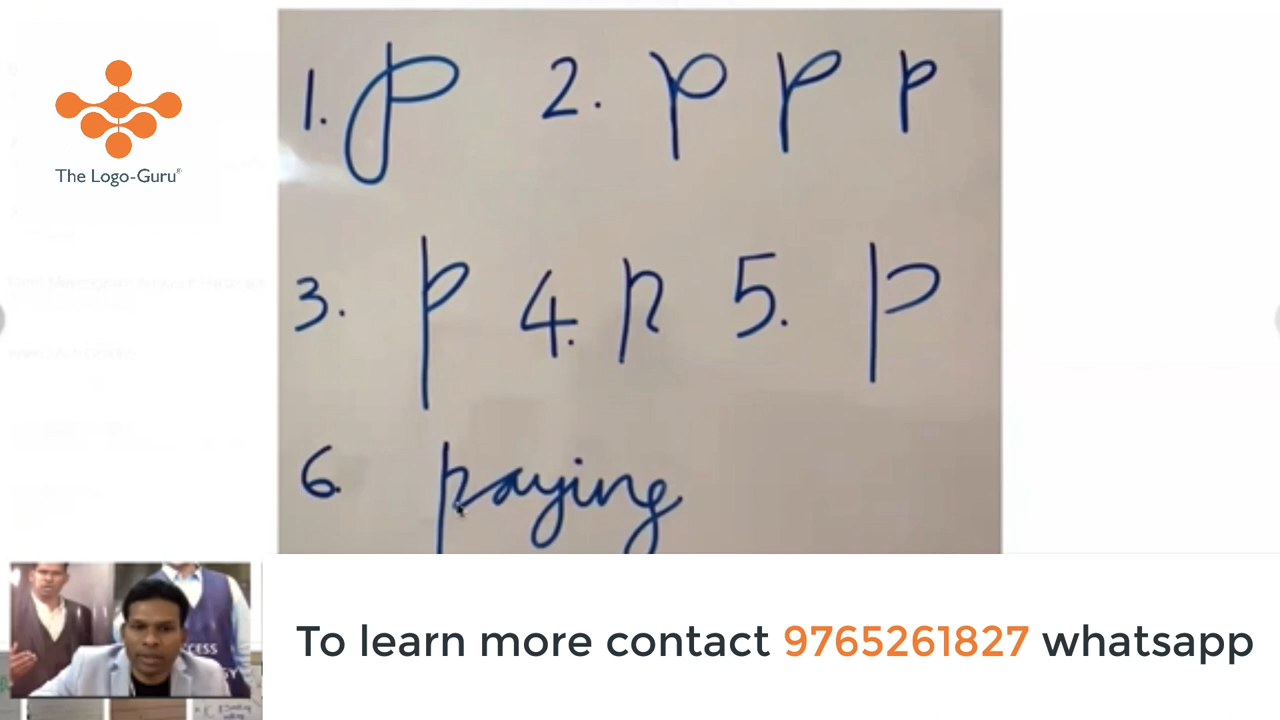 The Logo-Guru®
1. p 2. p p p
3. p 4. p 5. p
6. paying
To learn more contact 9765261827 whatsapp